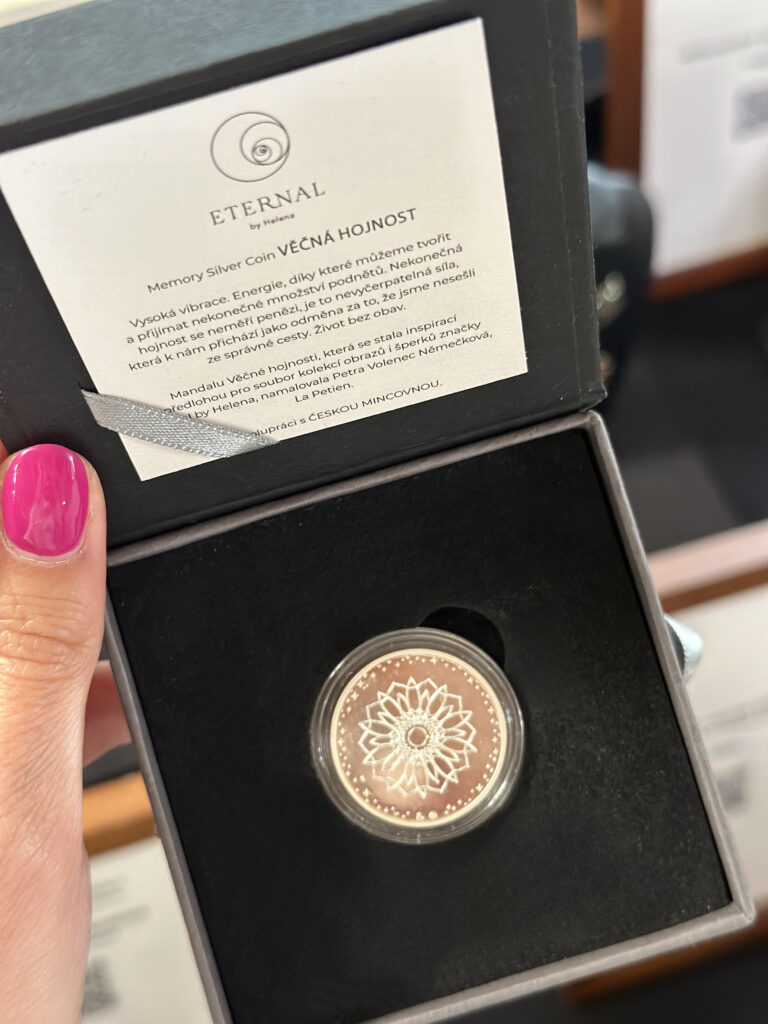 ETERNAL
by Helena
Memory Silver Coin VĚČNÁ HOJNOST
Vysoká vibrace. Energie, díky které můžeme tvořit
a přijímat nekonečné množství podnětů. Nekonečná
hojnost se neměří penězi, je to nevyčerpatelná síla,
která k nám přichází jako odměna za to, že jsme nesešli
ze správné cesty. Život bez obav.
Mandalu Věčné hojnosti, která se stala inspirací
předlohou pro soubor kolekcí obrazů i šperků značky
by Helena, namalovala Petra Volenec Němečková,
La Petien.
s ČESKOU MINCOVNOU.